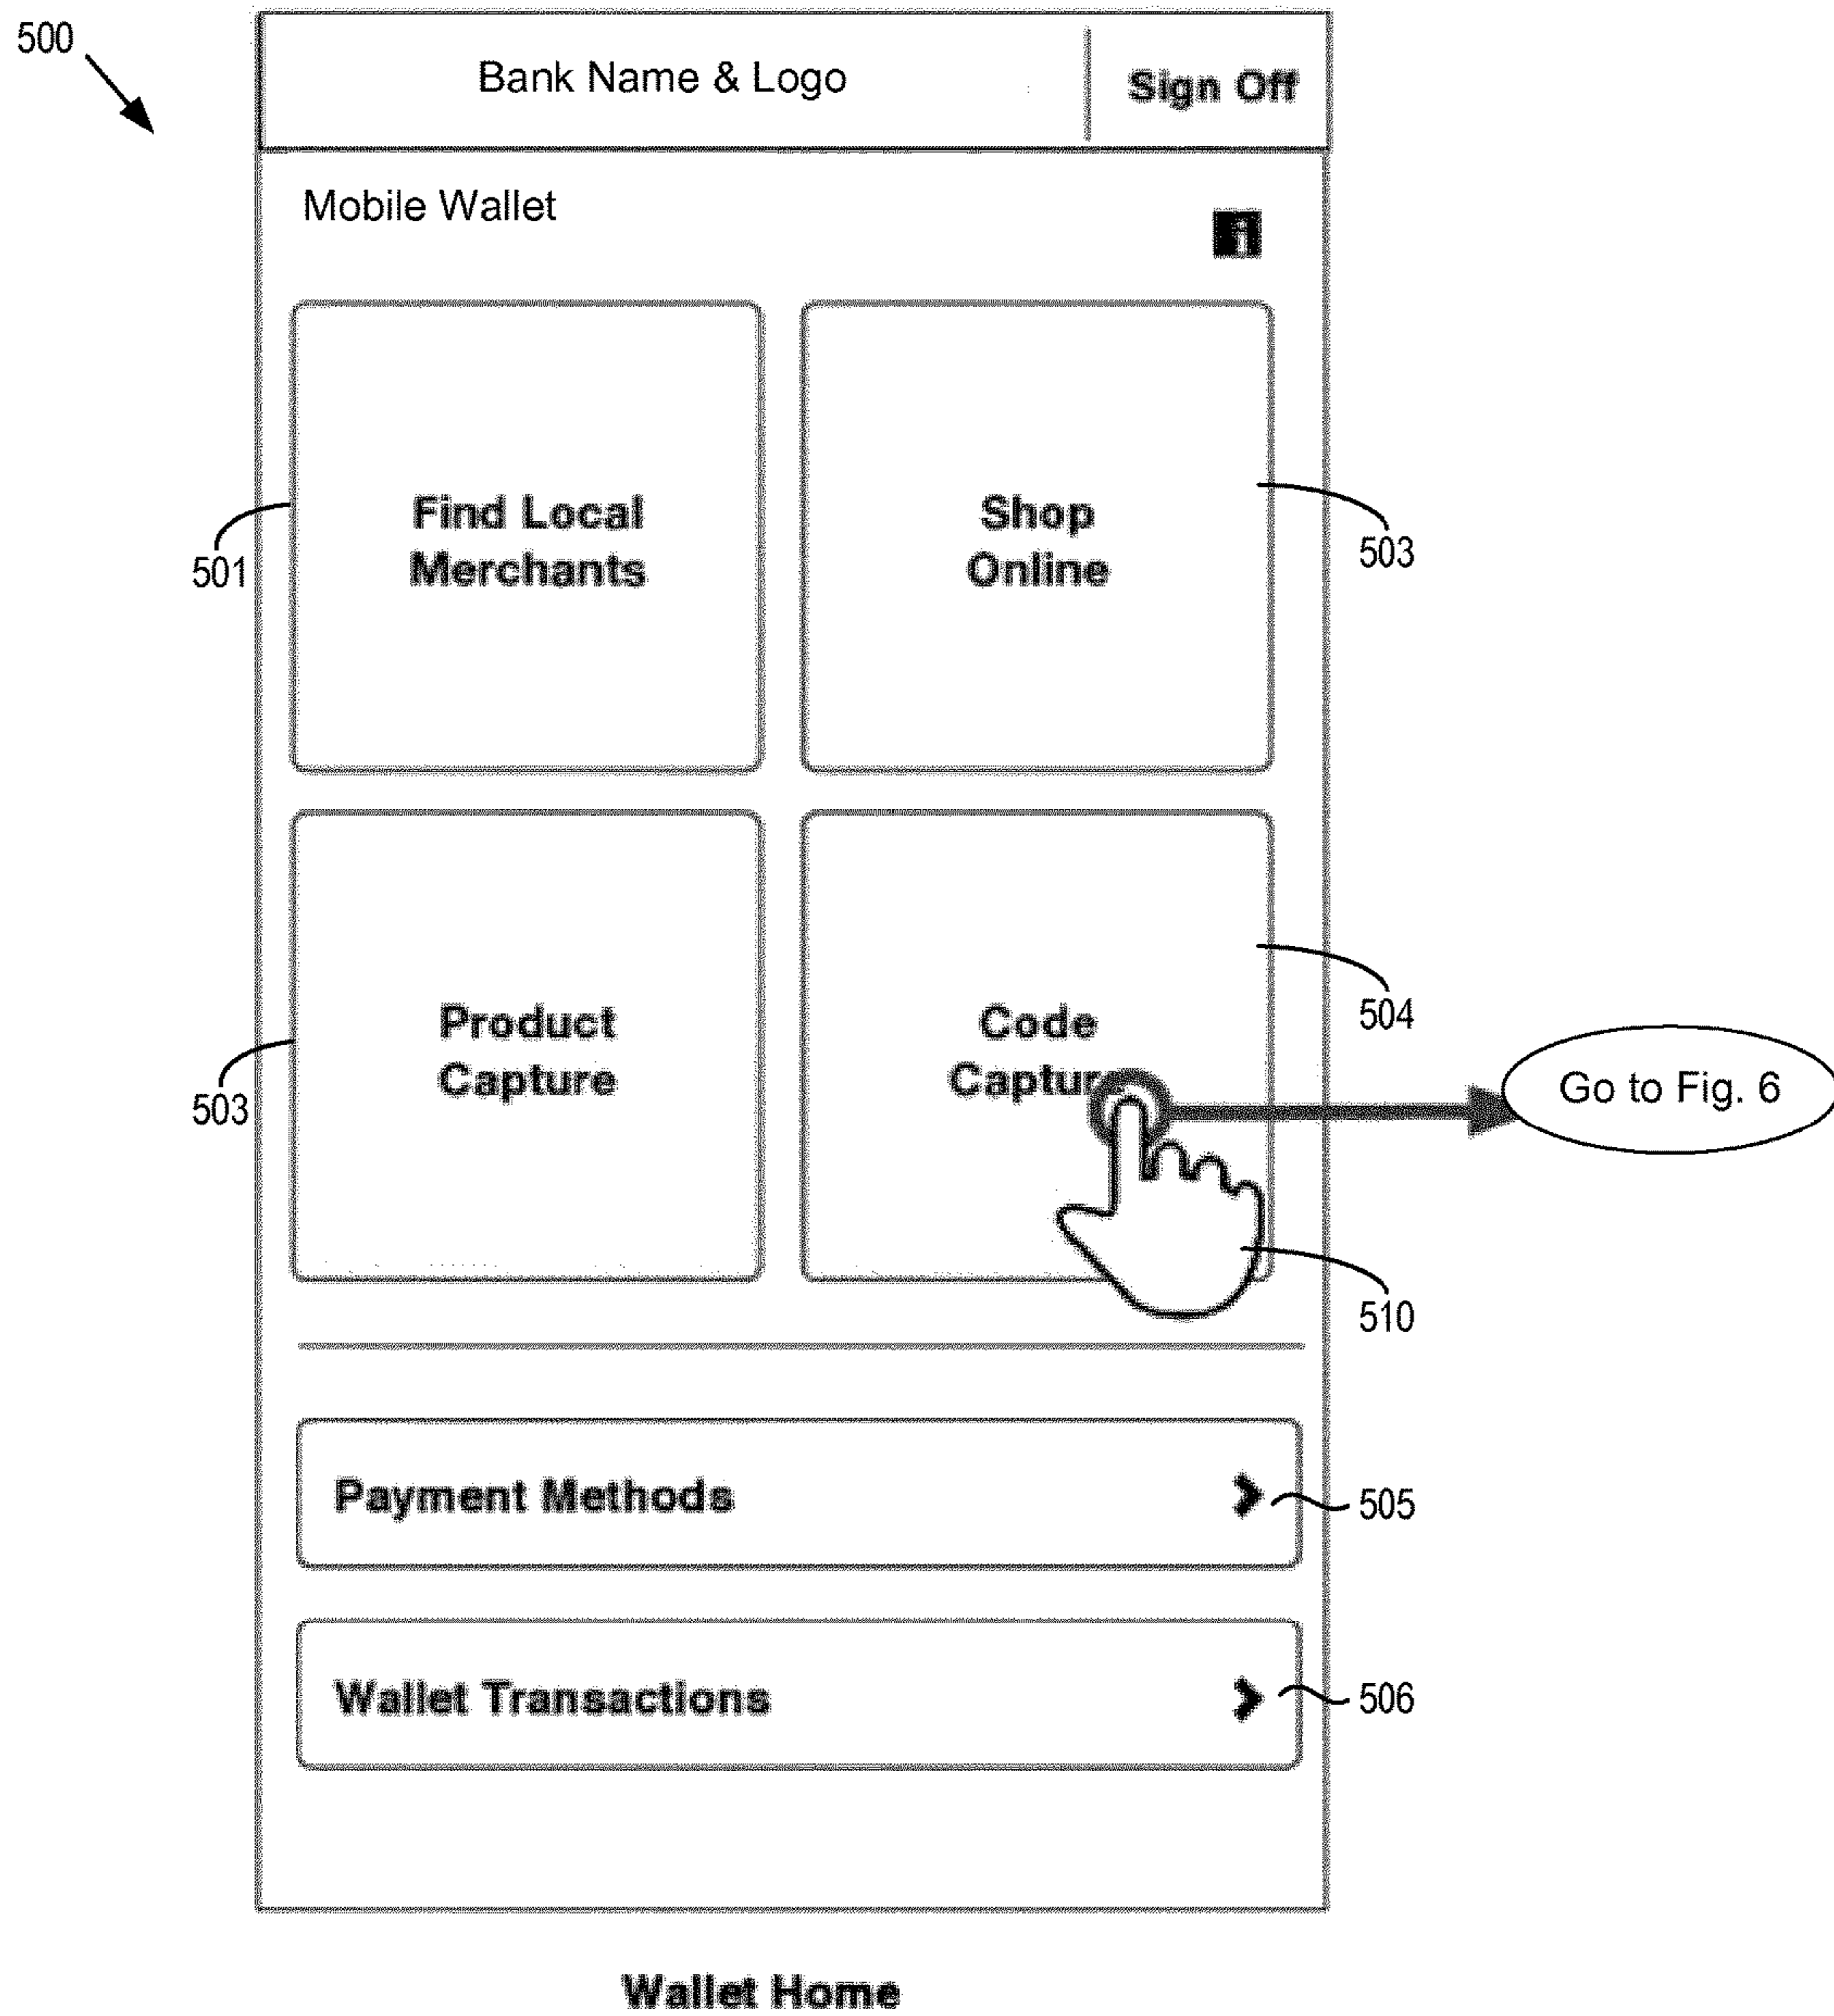 500
Bank Name & Logo
Sign Off
Mobile Wallet
i
Find Local
Merchants
501
Shop
Online
503
Product
Capture
503
Code
Capture
504
Go to Fig. 6
510
Payment Methods
505
Wallet Transactions
506
Wallet Home